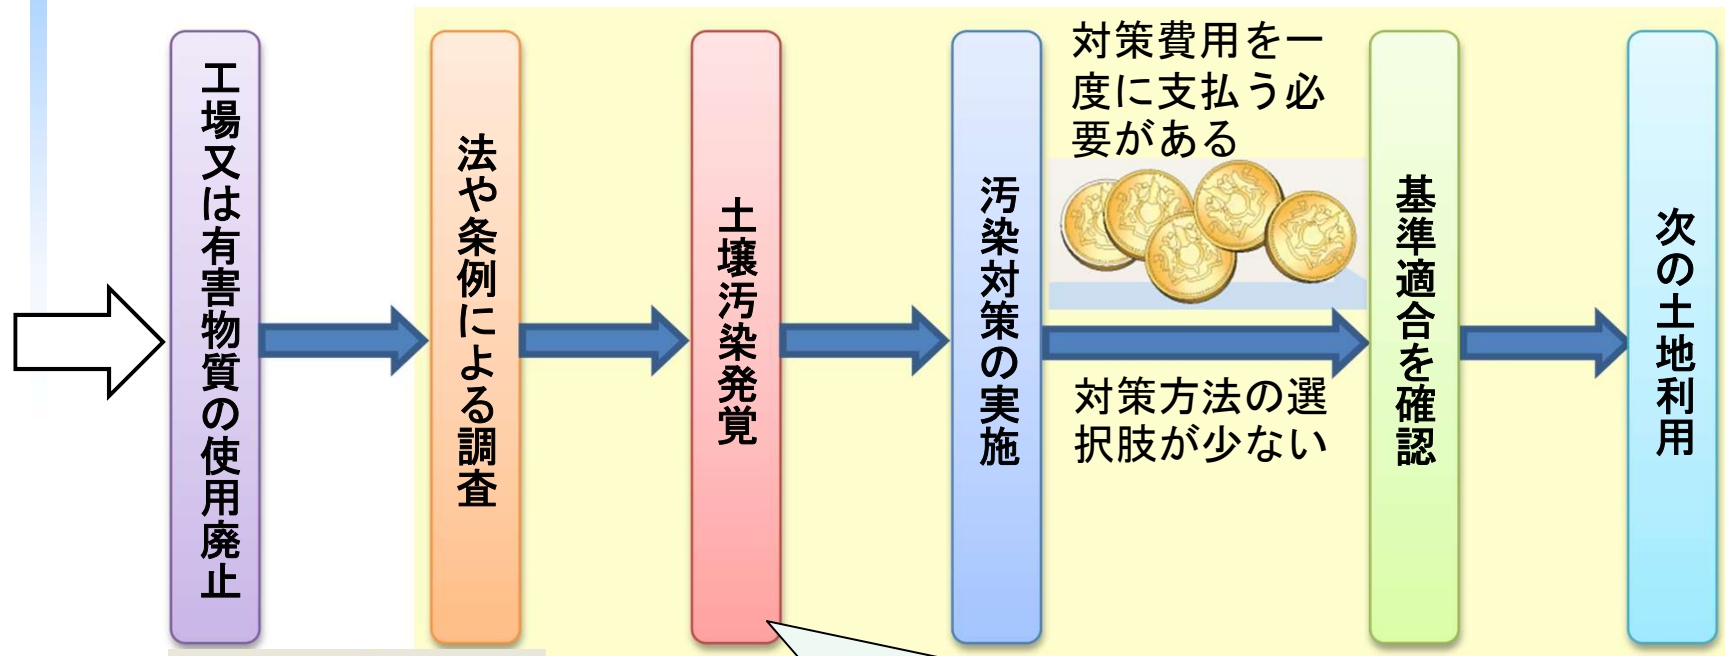 工場又は有害物質の使用廃止
法や条例による調査
土壌汚染発覚
汚染対策の実施
対策費用を一
度に支払う必
要がある
対策方法の選
択肢が少ない
基準適合を確認
次の土地利用